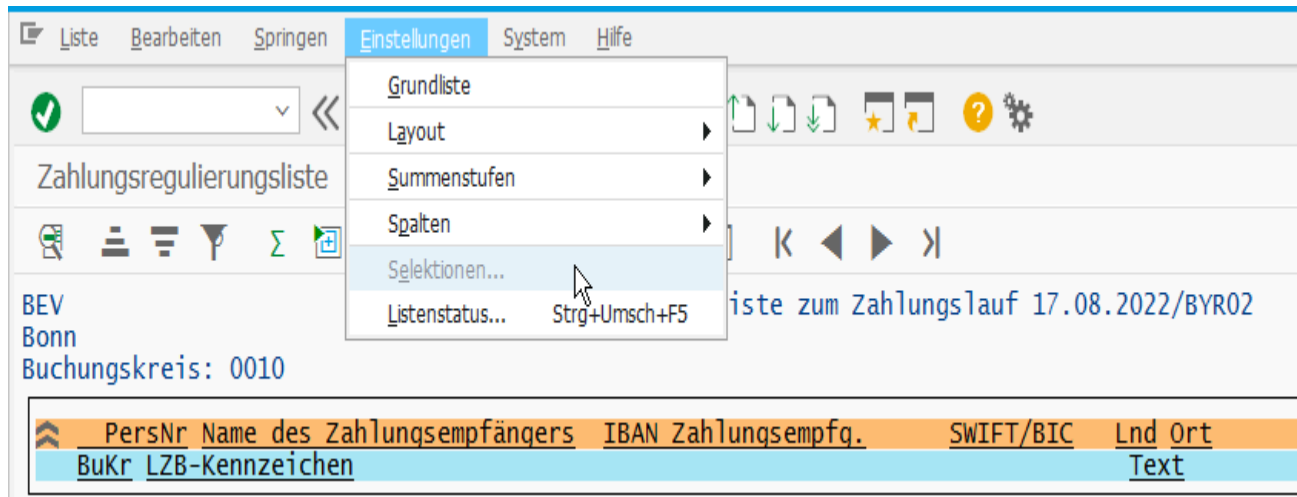 Liste Bearbeiten Springen Einstellungen System Hilfe
Grundliste
Layout
Zahlungsregulierungsliste
Summenstufen
Spalten
Selektionen...
Listenstatus... Strg+Umsch+F5
BEV
iste zum Zahlungslauf 17.08.2022/BYR02
Bonn
Buchungskreis: 0010
PersNr Name des Zahlungsempfängers IBAN Zahlungsempfg. SWIFT/BIC Lnd Ort
BuKr LZB-Kennzeichen Text